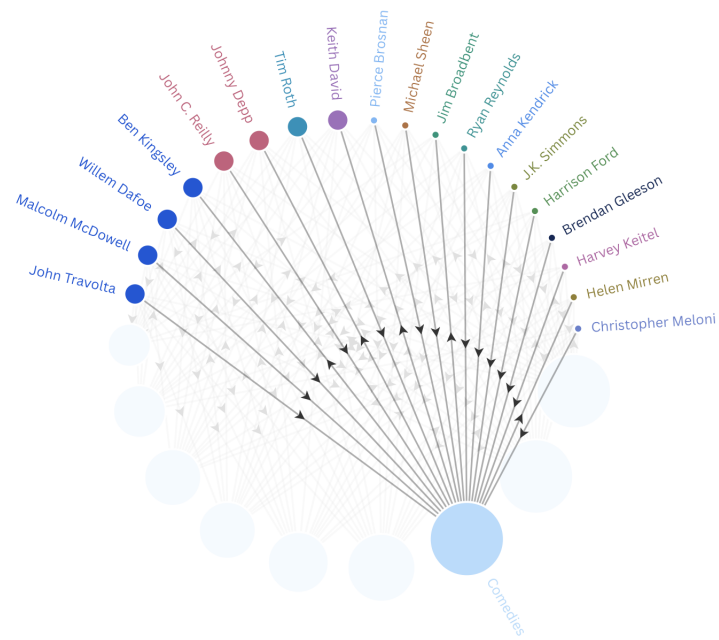 John Travolta
Malcolm McDowell
Willem Dafoe
Ben Kingsley
John C. Reilly
Johnny Depp
Tim Roth
Keith David
Pierce Brosnan
Michael Sheen
Jim Broadbent
Ryan Reynolds
Anna Kendrick
J.K. Simmons
Harrison Ford
Brendan Gleeson
Harvey Keitel
Helen Mirren
Christopher Meloni
Comedies